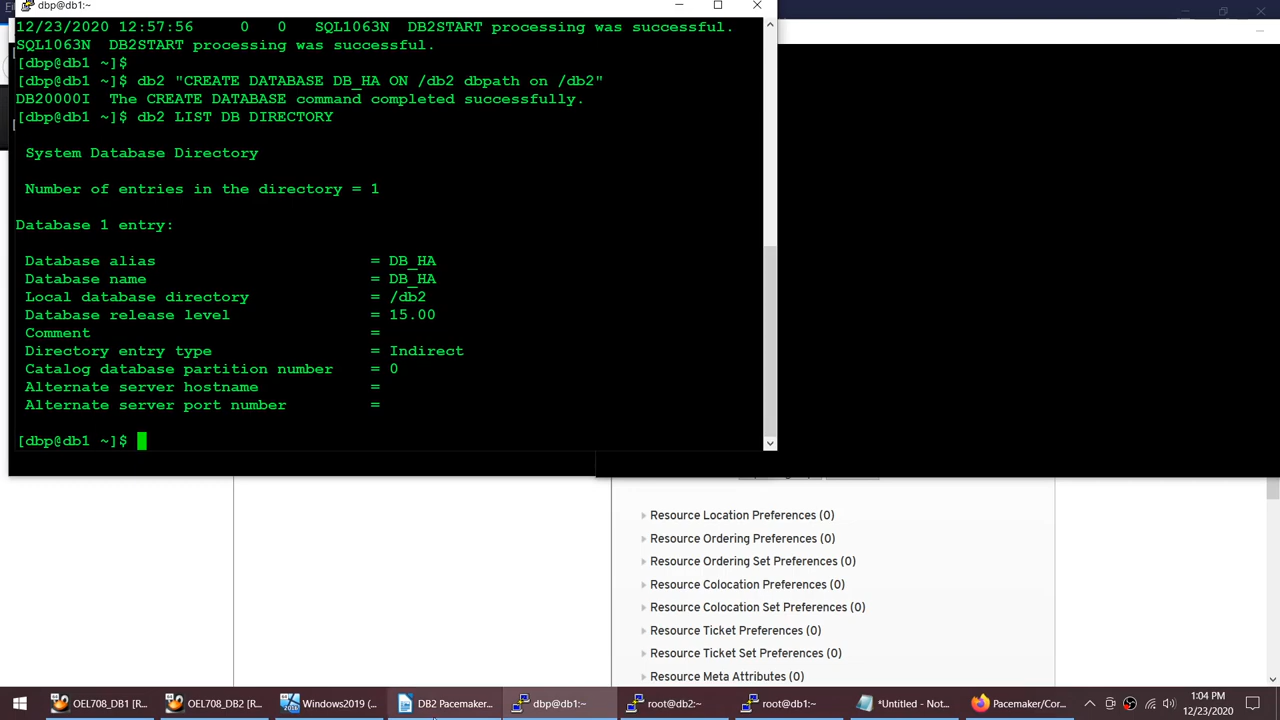 dbp@db1:~
12/23/2020 12:57:56     0   0   SQL1063N  DB2START processing was successful.
SQL1063N  DB2START processing was successful.
[dbp@db1 ~]$
[dbp@db1 ~]$ db2 "CREATE DATABASE DB_HA ON /db2 dbpath on /db2"
DB20000I  The CREATE DATABASE command completed successfully.
[dbp@db1 ~]$ db2 LIST DB DIRECTORY
System Database Directory
Number of entries in the directory = 1
Database 1 entry:
Database alias                       = DB_HA
Database name                        = DB_HA
Local database directory             = /db2
Database release level               = 15.00
Comment                              =
Directory entry type                 = Indirect
Catalog database partition number    = 0
Alternate server hostname            =
Alternate server port number         =
[dbp@db1 ~]$
Resource Location Preferences (0)
Resource Ordering Preferences (0)
Resource Ordering Set Preferences (0)
Resource Colocation Preferences (0)
Resource Colocation Set Preferences (0)
Resource Ticket Preferences (0)
Resource Ticket Set Preferences (0)
Resource Meta Attributes (0)
OEL708_DB1 [R... OEL708_DB2 [R... Windows2019 (... DB2 Pacemaker... dbp@db1:~ root@db2:~ root@db1:~ *Untitled - Not... Pacemaker/Cor... 1:04 PM
12/23/2020